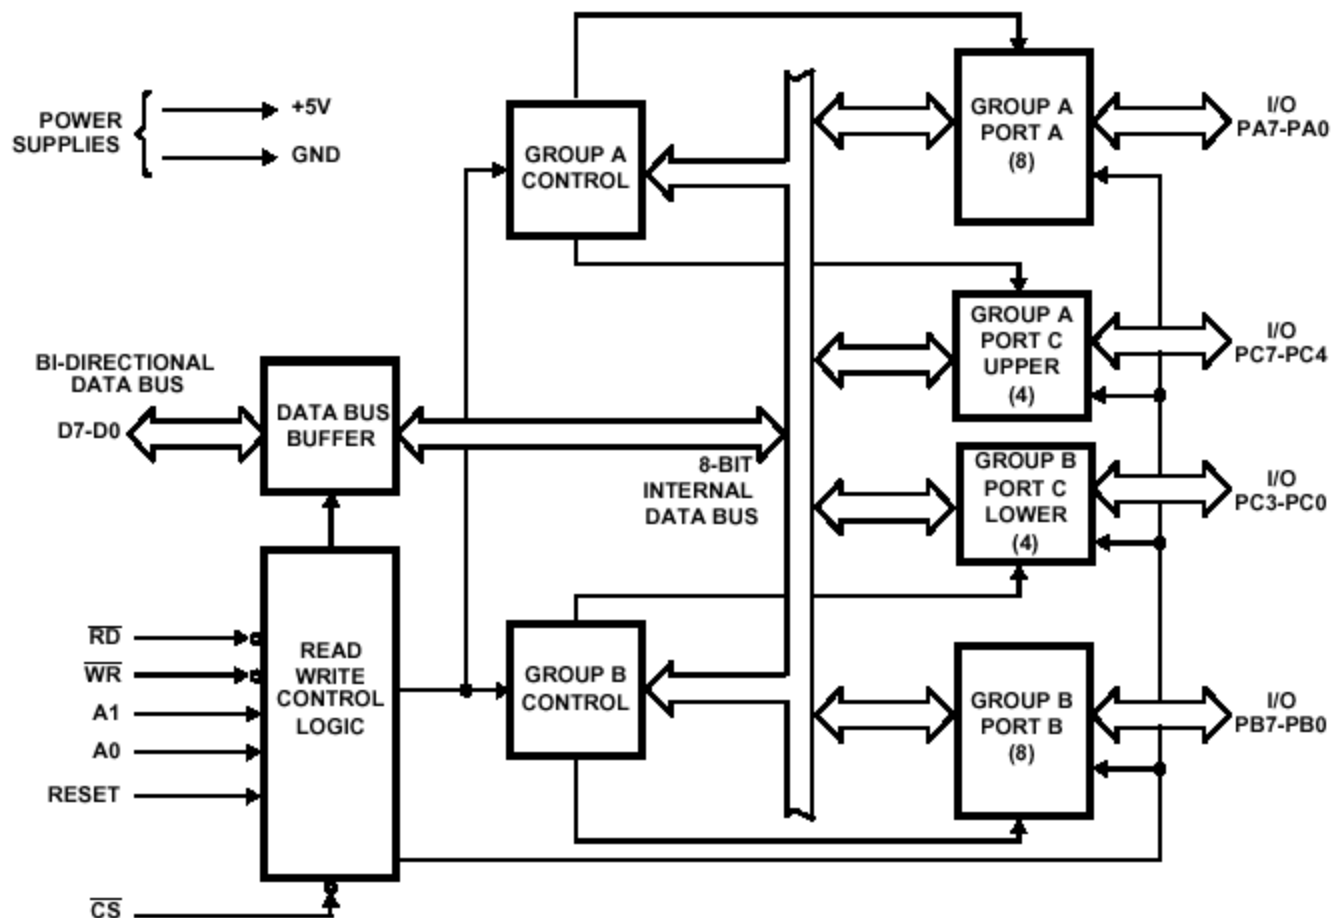 POWER
SUPPLIES
+5V
GND
GROUP A
CONTROL
GROUP A
PORT A
(8)
I/O
PA7-PA0
GROUP A
PORT C
UPPER
(4)
I/O
PC7-PC4
BI-DIRECTIONAL
DATA BUS
D7-D0
DATA BUS
BUFFER
8-BIT
INTERNAL
DATA BUS
GROUP B
PORT C
LOWER
(4)
I/O
PC3-PC0
RD
WR
A1
A0
RESET
CS
READ
WRITE
CONTROL
LOGIC
GROUP B
CONTROL
GROUP B
PORT B
(8)
I/O
PB7-PB0